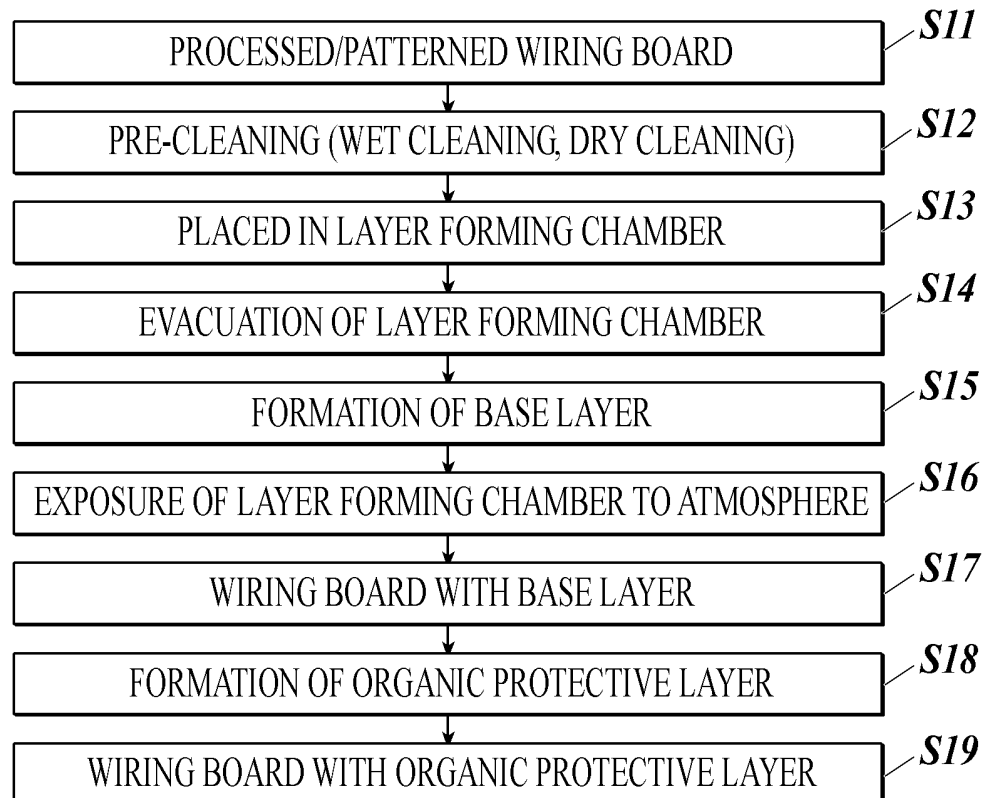 S11
PROCESSED/PATTERNED WIRING BOARD
S12
PRE-CLEANING (WET CLEANING, DRY CLEANING)
S13
PLACED IN LAYER FORMING CHAMBER
S14
EVACUATION OF LAYER FORMING CHAMBER
S15
FORMATION OF BASE LAYER
S16
EXPOSURE OF LAYER FORMING CHAMBER TO ATMOSPHERE
S17
WIRING BOARD WITH BASE LAYER
S18
FORMATION OF ORGANIC PROTECTIVE LAYER
S19
WIRING BOARD WITH ORGANIC PROTECTIVE LAYER